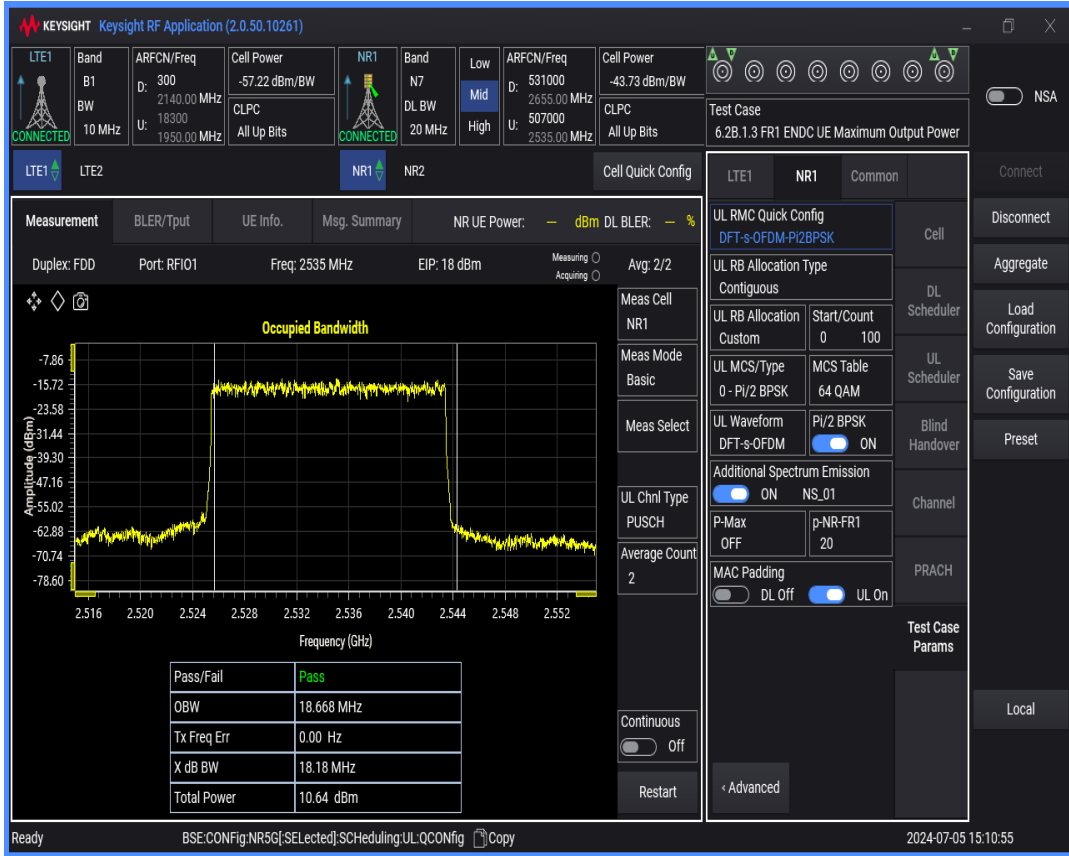 KEYSIGHT Keysight RF Application (2.0.50.10261)
LTE1
CONNECTED
Band
B1
BW
10 MHz
ARFCN/Freq
D: 300
2140.00 MHz
U: 18300
1950.00 MHz
Cell Power
-57.22 dBm/BW
CLPC
All Up Bits
NR1
CONNECTED
Band
N7
DL BW
20 MHz
Low
Mid
High
ARFCN/Freq
D: 531000
2655.00 MHz
U: 507000
2535.00 MHz
Cell Power
-43.73 dBm/BW
CLPC
All Up Bits
Test Case
6.2B.1.3 FR1 ENDC UE Maximum Output Power
NSA
LTE1 LTE2 NR1 NR2 Cell Quick Config
Measurement BLER/Tput UE Info. Msg. Summary NR UE Power: --- dBm DL BLER: --- %
Duplex: FDD Port: RFIO1 Freq: 2535 MHz EIP: 18 dBm Measuring Acquiring Avg: 2/2
Occupied Bandwidth
Amplitude (dBm)
-7.86
-15.72
-23.58
-31.44
-39.30
-47.16
-55.02
-62.88
-70.74
-78.60
2.516 2.520 2.524 2.528 2.532 2.536 2.540 2.544 2.548 2.552
Frequency (GHz)
Pass/Fail Pass
OBW 18.668 MHz
Tx Freq Err 0.00 Hz
X dB BW 18.18 MHz
Total Power 10.64 dBm
Meas Cell
NR1
Meas Mode
Basic
Meas Select
UL Chnl Type
PUSCH
Average Count
2
Continuous
Off
Restart
LTE1 NR1 Common
UL RMC Quick Config
DFT-s-OFDM-Pi2BPSK
UL RB Allocation Type
Contiguous
UL RB Allocation
Custom
Start/Count
0 100
UL MCS/Type
0 - Pi/2 BPSK
MCS Table
64 QAM
UL Waveform
DFT-s-OFDM
Pi/2 BPSK
ON
Additional Spectrum Emission
ON NS_01
P-Max
OFF
p-NR-FR1
20
MAC Padding
DL Off UL On
‹ Advanced
Cell
DL
Scheduler
UL
Scheduler
Blind
Handover
Channel
PRACH
Test Case
Params
Connect
Disconnect
Aggregate
Load
Configuration
Save
Configuration
Preset
Local
Ready BSE:CONFig:NR5G[:SELected]:SCHeduling:UL:QCONfig Copy 2024-07-05 15:10:55